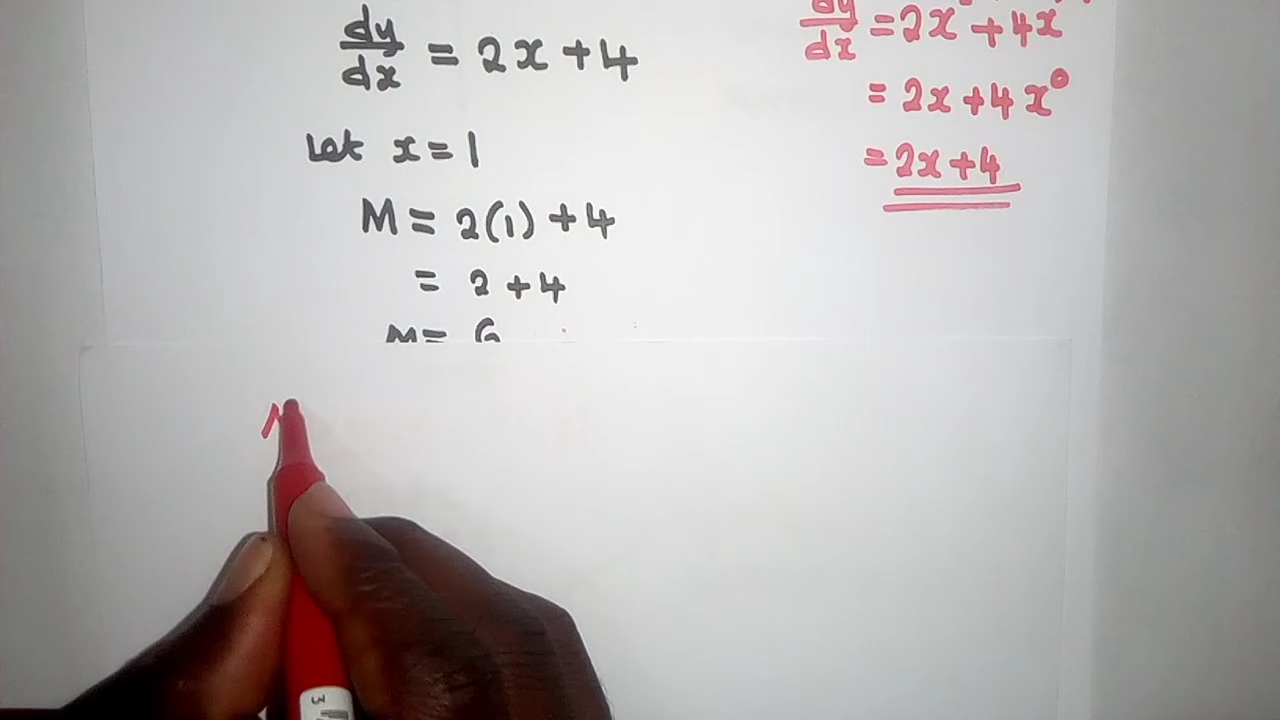 dy/dx = 2x + 4
Let x = 1
M = 2(1) + 4
= 2 + 4
M = 6
dy/dx = 2x + 4x
= 2x + 4x⁰
= 2x + 4
3